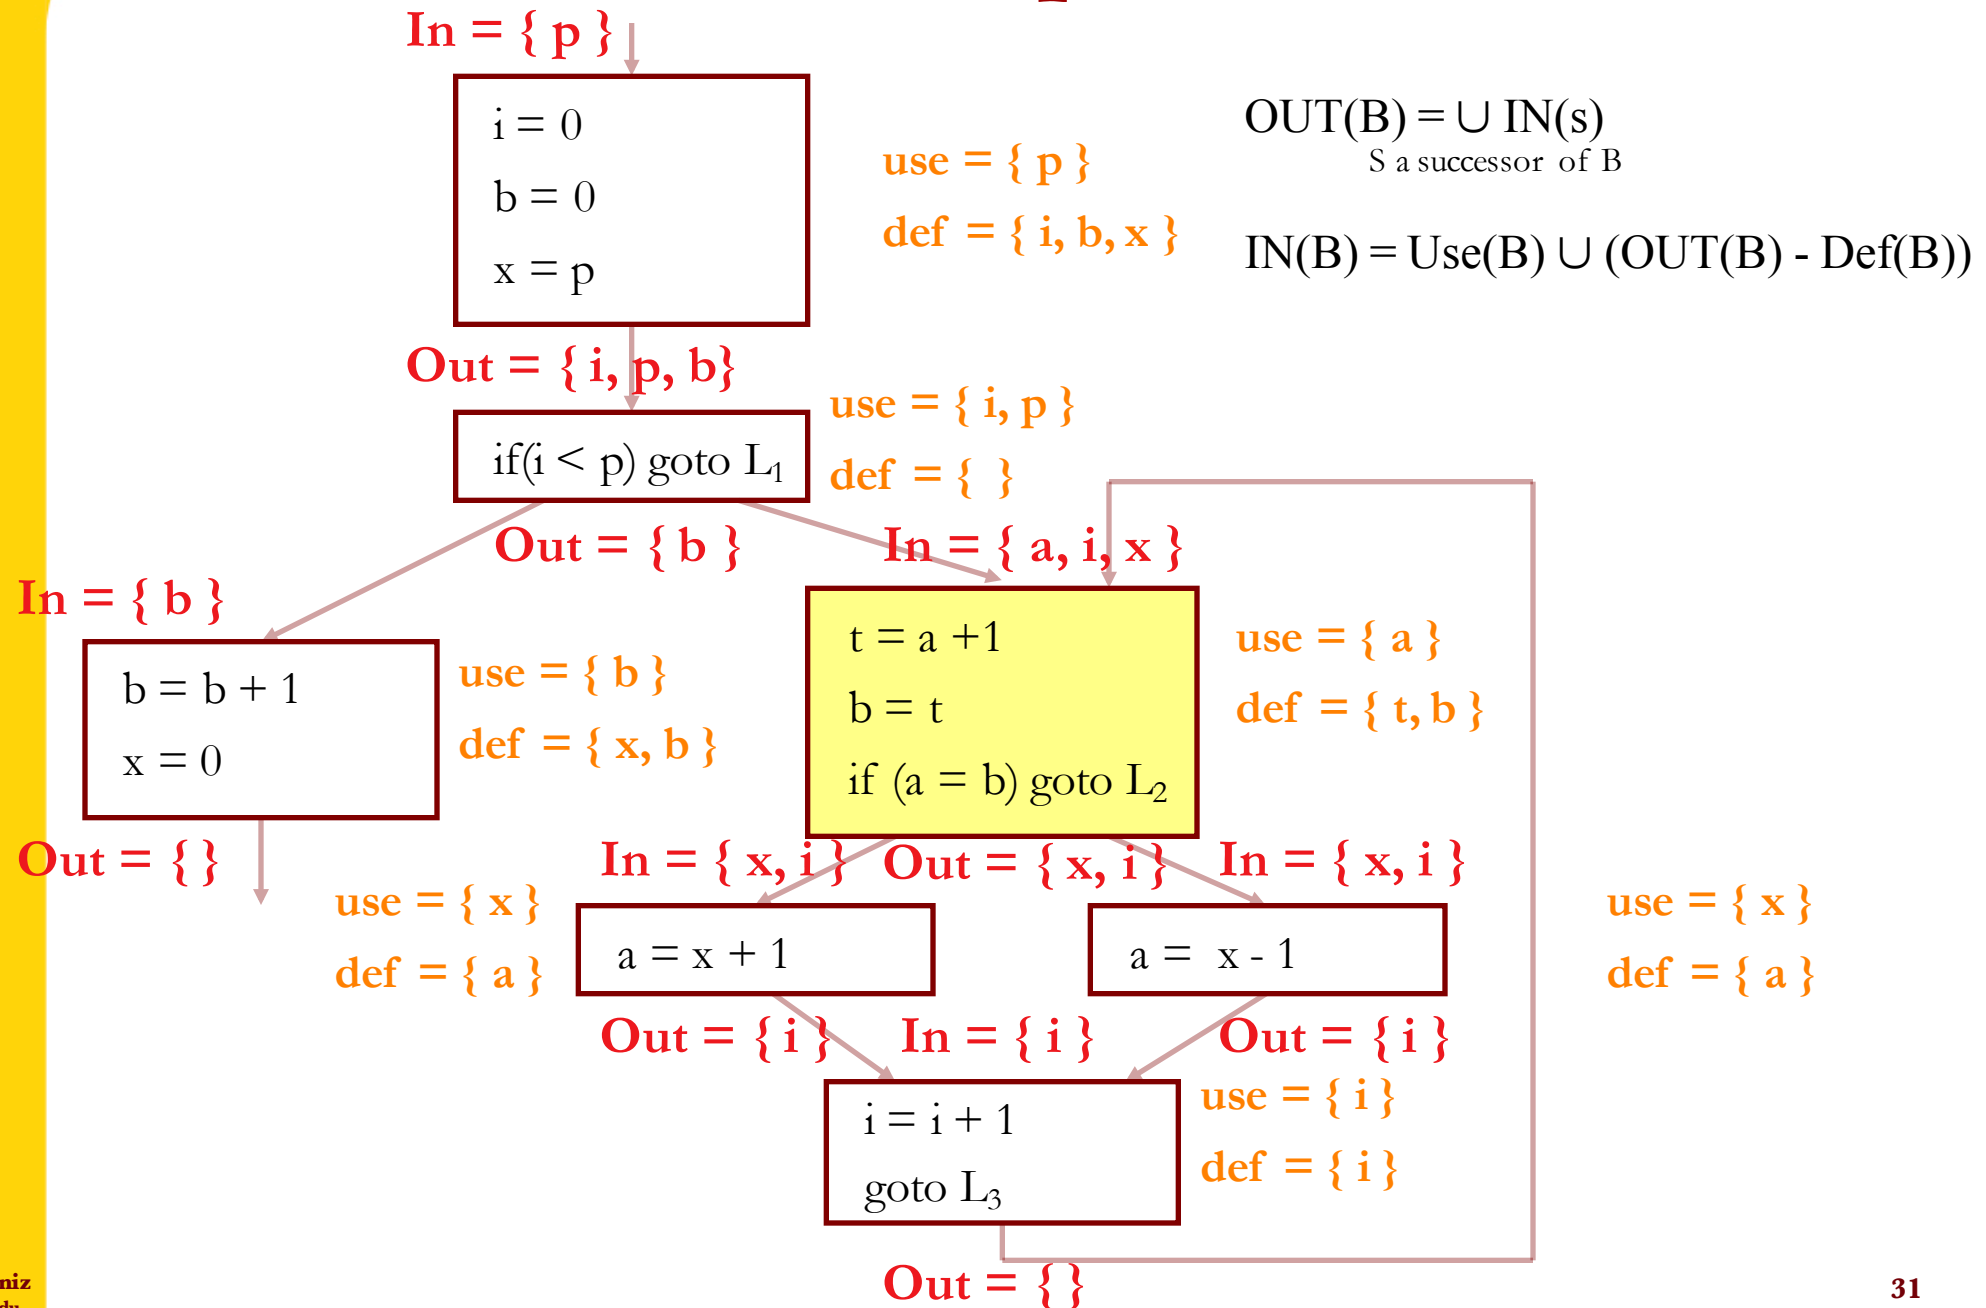 In = { p }
i = 0
b = 0
x = p
use = { p }
def = { i, b, x }
OUT(B) = ∪ IN(s)
S a successor of B
IN(B) = Use(B) ∪ (OUT(B) - Def(B))
Out = { i, p, b}
if(i < p) goto L₁
use = { i, p }
def = { }
Out = { b }
In = { a, i, x }
In = { b }
b = b + 1
x = 0
use = { b }
def = { x, b }
t = a +1
b = t
if (a = b) goto L₂
use = { a }
def = { t, b }
Out = { }
In = { x, i }
Out = { x, i }
In = { x, i }
use = { x }
def = { a }
a = x + 1
a = x - 1
use = { x }
def = { a }
Out = { i }
In = { i }
Out = { i }
i = i + 1
goto L₃
use = { i }
def = { i }
Out = { }
niz
31